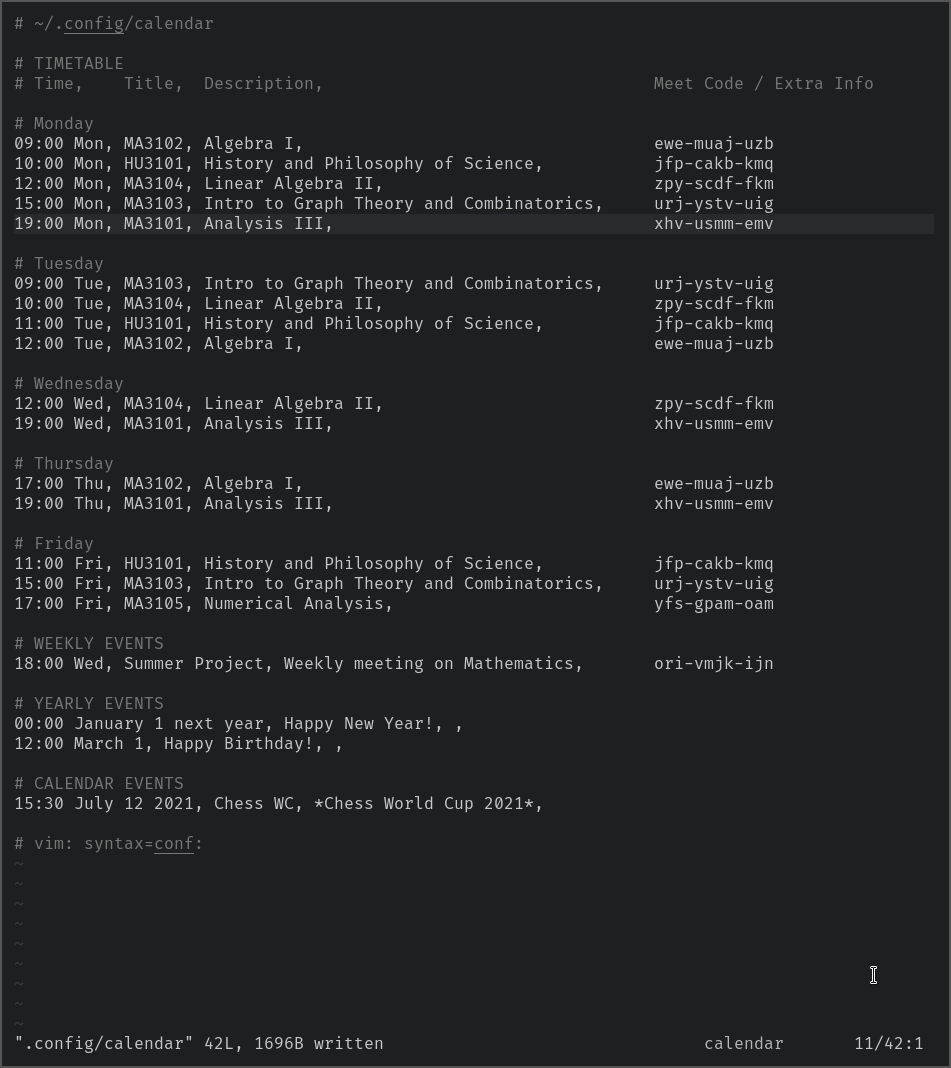 # ~/.config/calendar
# TIMETABLE
# Time,    Title,  Description,                                 Meet Code / Extra Info
# Monday
09:00 Mon, MA3102, Algebra I,                                   ewe-muaj-uzb
10:00 Mon, HU3101, History and Philosophy of Science,           jfp-cakb-kmq
12:00 Mon, MA3104, Linear Algebra II,                           zpy-scdf-fkm
15:00 Mon, MA3103, Intro to Graph Theory and Combinatorics,     urj-ystv-uig
19:00 Mon, MA3101, Analysis III,                                xhv-usmm-emv
# Tuesday
09:00 Tue, MA3103, Intro to Graph Theory and Combinatorics,     urj-ystv-uig
10:00 Tue, MA3104, Linear Algebra II,                           zpy-scdf-fkm
11:00 Tue, HU3101, History and Philosophy of Science,           jfp-cakb-kmq
12:00 Tue, MA3102, Algebra I,                                   ewe-muaj-uzb
# Wednesday
12:00 Wed, MA3104, Linear Algebra II,                           zpy-scdf-fkm
19:00 Wed, MA3101, Analysis III,                                xhv-usmm-emv
# Thursday
17:00 Thu, MA3102, Algebra I,                                   ewe-muaj-uzb
19:00 Thu, MA3101, Analysis III,                                xhv-usmm-emv
# Friday
11:00 Fri, HU3101, History and Philosophy of Science,           jfp-cakb-kmq
15:00 Fri, MA3103, Intro to Graph Theory and Combinatorics,     urj-ystv-uig
17:00 Fri, MA3105, Numerical Analysis,                          yfs-gpam-oam
# WEEKLY EVENTS
18:00 Wed, Summer Project, Weekly meeting on Mathematics,       ori-vmjk-ijn
# YEARLY EVENTS
00:00 January 1 next year, Happy New Year!, ,
12:00 March 1, Happy Birthday!, ,
# CALENDAR EVENTS
15:30 July 12 2021, Chess WC, *Chess World Cup 2021*,
# vim: syntax=conf:
~
~
~
~
~
~
~
~
~
".config/calendar" 42L, 1696B written                                calendar       11/42:1